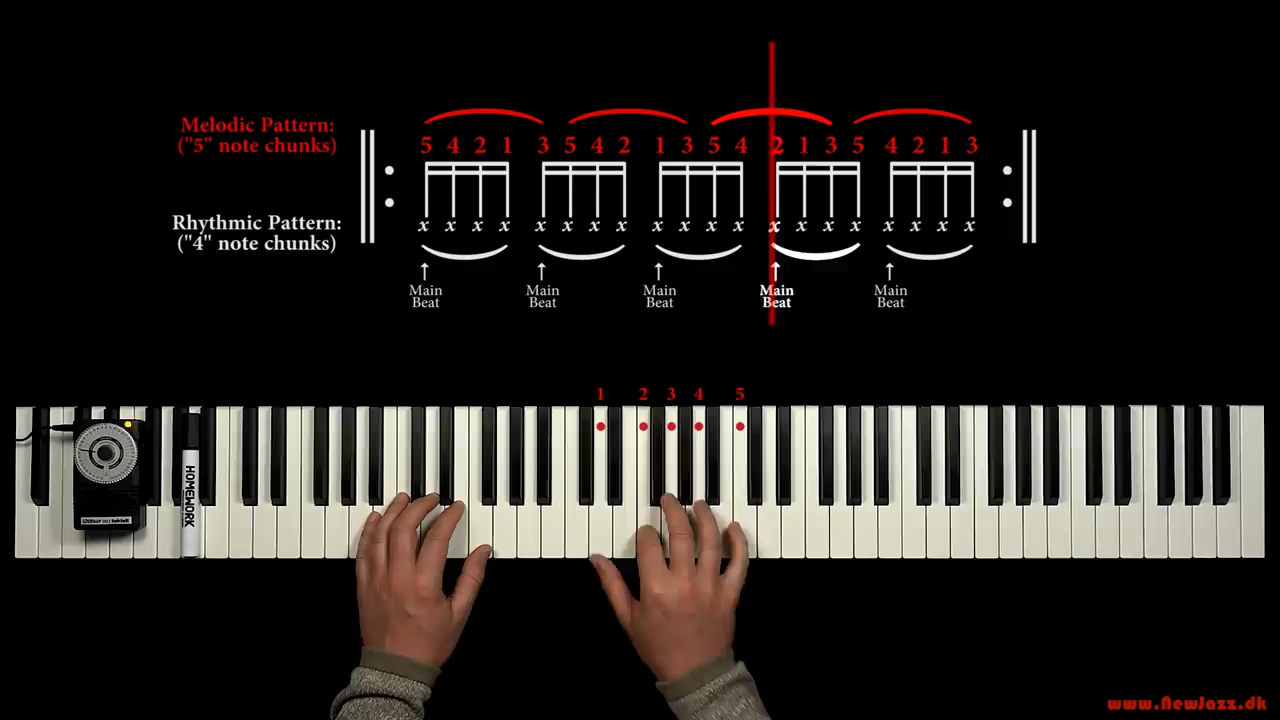 Melodic Pattern:
("5" note chunks)
5 4 2 1 3 5 4 2 1 3 5 4 2 1 3 5 4 2 1 3
Rhythmic Pattern:
("4" note chunks)
x x x x x x x x x x x x x x x x x x x x
Main Beat
Main Beat
Main Beat
Main Beat
Main Beat
1 2 3 4 5
HOMEWORK
www.NewJazz.dk